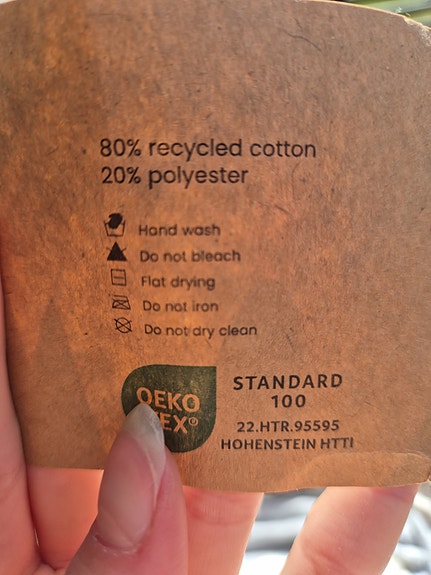 80% recycled cotton
20% polyester
Hand wash
Do not bleach
Flat drying
Do not iron
Do not dry clean
OEKO
EX®
STANDARD
100
22.HTR.95595
HOHENSTEIN HTTI